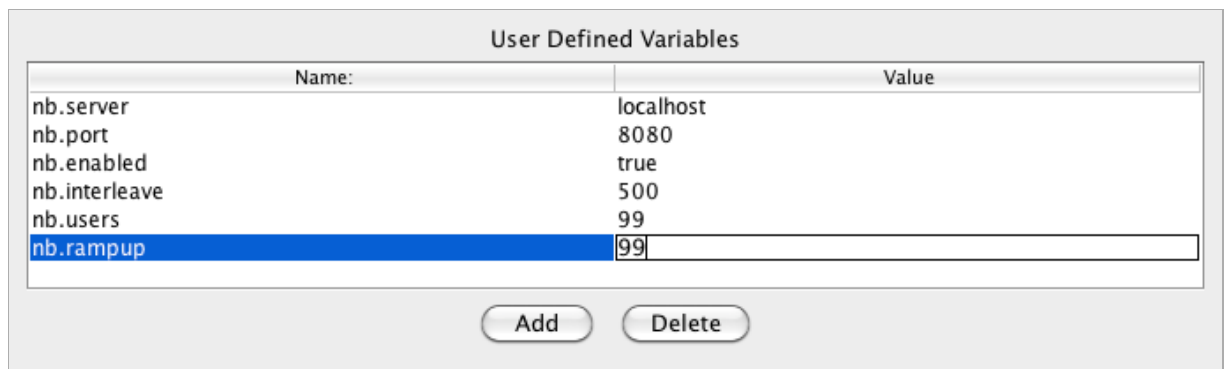 User Defined Variables
Name: Value
nb.server localhost
nb.port 8080
nb.enabled true
nb.interleave 500
nb.users 99
nb.rampup 99
Add Delete